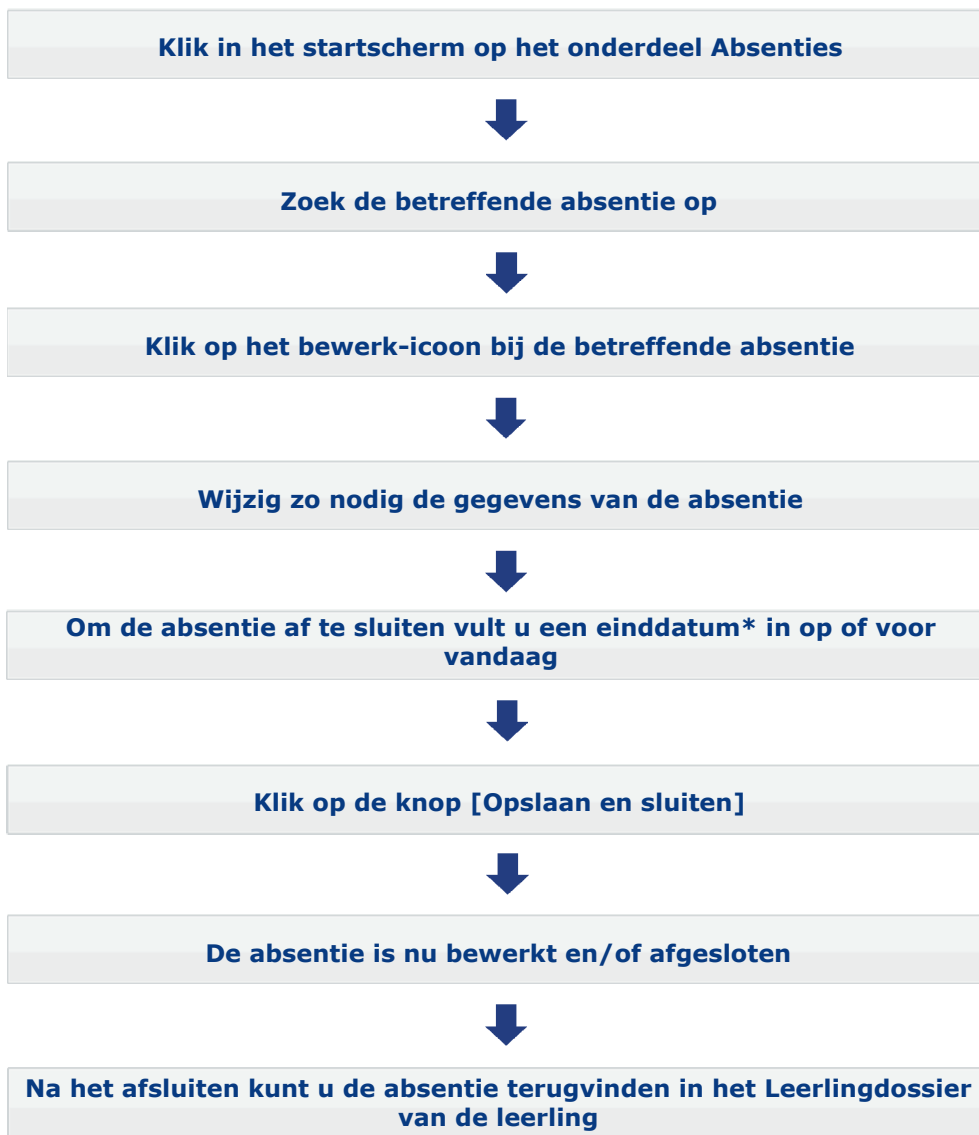 Klik in het startscherm op het onderdeel Absenties
Zoek de betreffende absentie op
Klik op het bewerk-icoon bij de betreffende absentie
Wijzig zo nodig de gegevens van de absentie
Om de absentie af te sluiten vult u een einddatum* in op of voor
vandaag
Klik op de knop [Opslaan en sluiten]
De absentie is nu bewerkt en/of afgesloten
Na het afsluiten kunt u de absentie terugvinden in het Leerlingdossier
van de leerling